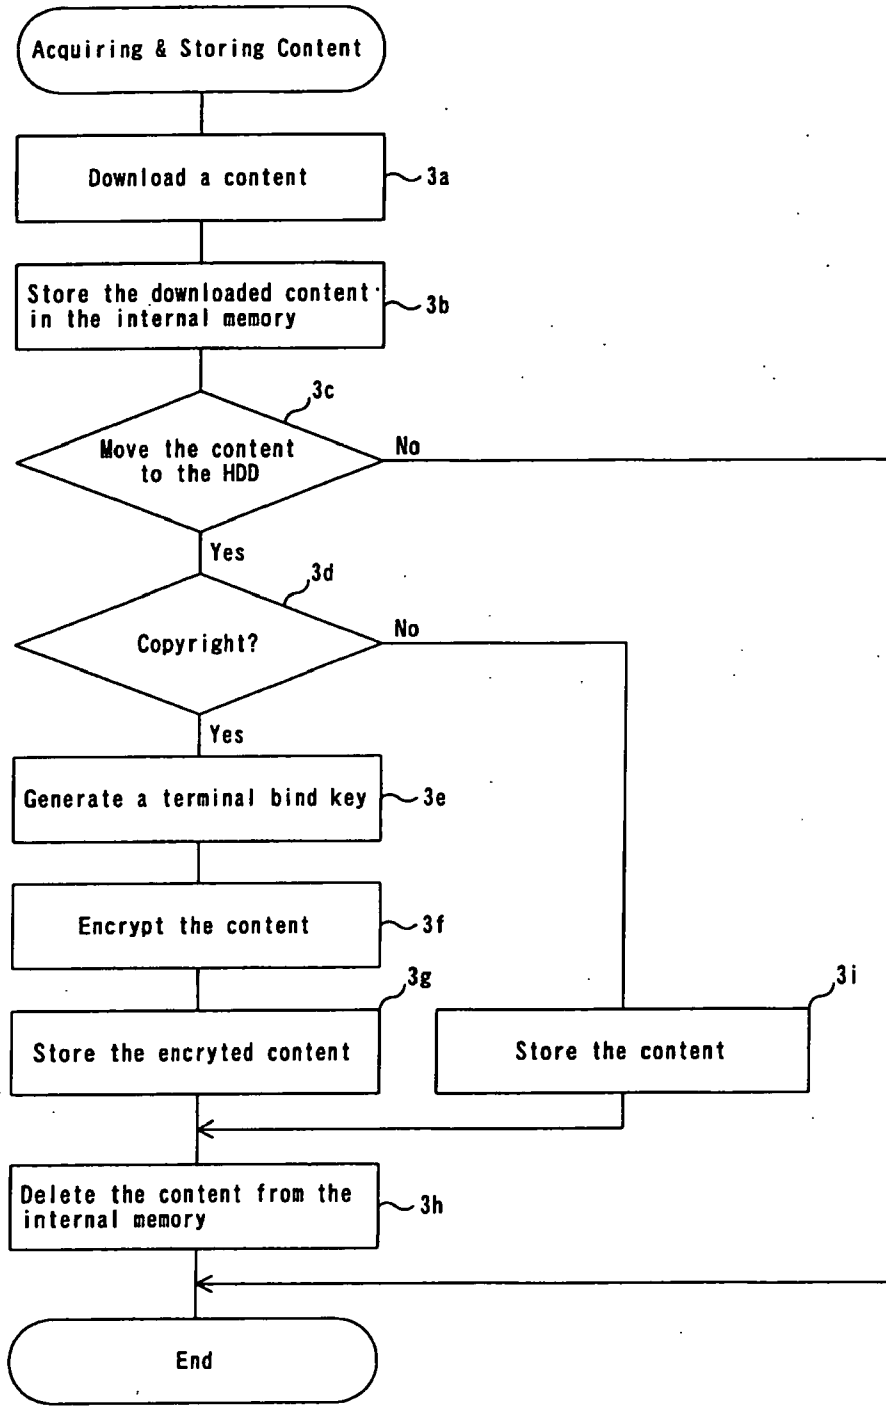 Acquiring & Storing Content
Download a content
3a
Store the downloaded content
in the internal memory
3b
3c
Move the content
to the HDD
No
Yes
3d
Copyright?
No
Yes
Generate a terminal bind key
3e
Encrypt the content
3f
3g
Store the encryted content
3i
Store the content
Delete the content from the
internal memory
3h
End